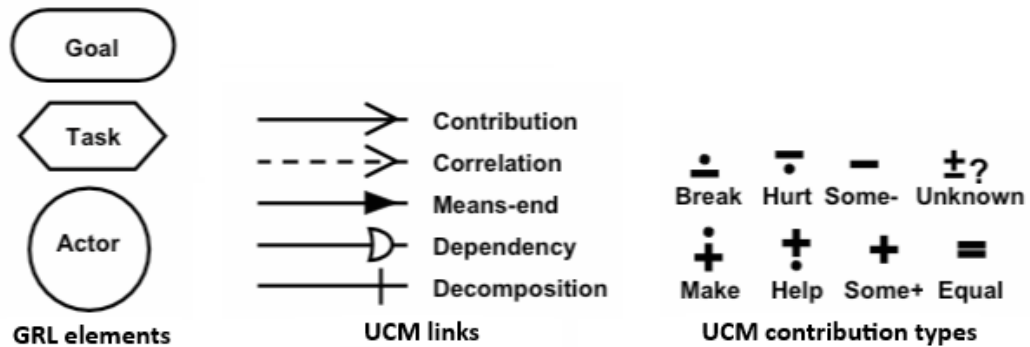 Goal
Task
Actor
GRL elements
Contribution
Correlation
Means-end
Dependency
Decomposition
UCM links
Break Hurt Some- Unknown
Make Help Some+ Equal
UCM contribution types